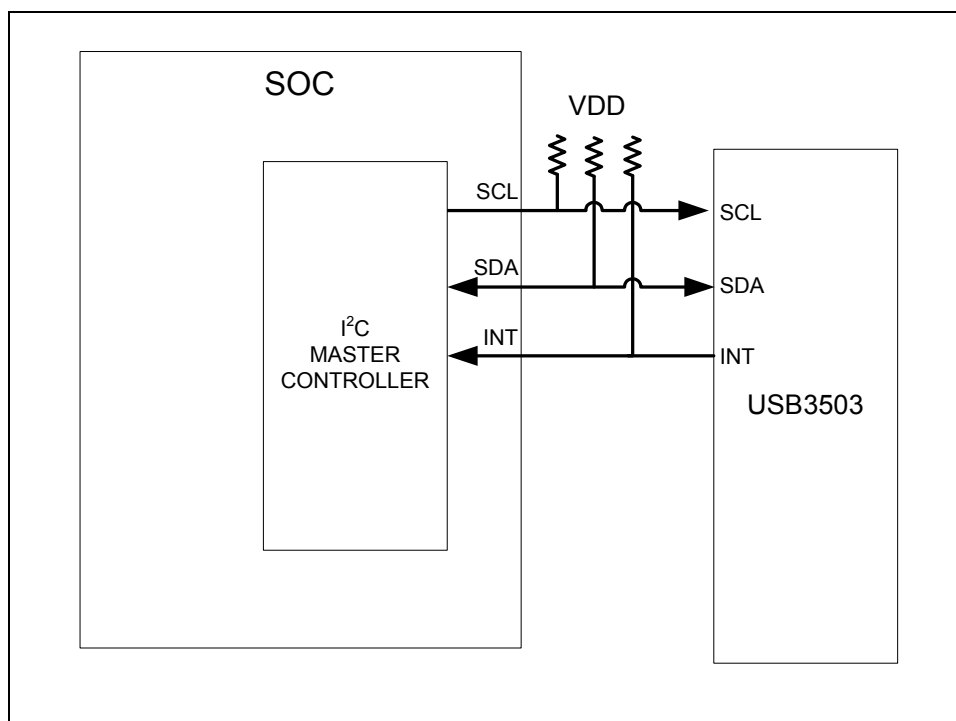 SOC
VDD
SCL
SCL
SDA
SDA
INT
INT
I²C
MASTER
CONTROLLER
USB3503